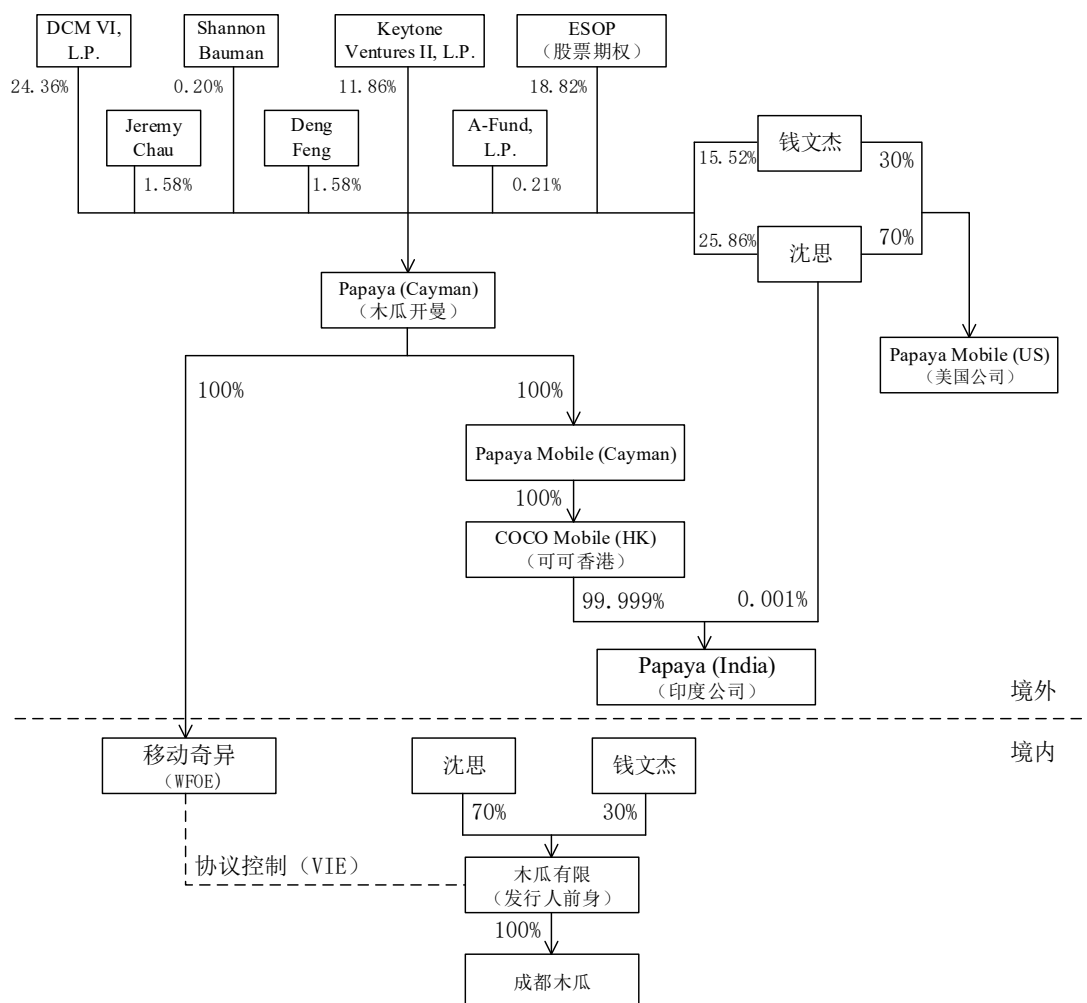 DCM VI,
L.P.
Shannon
Bauman
Keytone
Ventures II, L.P.
ESOP
（股票期权）
24.36%
0.20%
11.86%
18.82%
Jeremy
Chau
Deng
Feng
A-Fund,
L.P.
1.58%
1.58%
0.21%
钱文杰
15.52%
30%
25.86%
70%
沈思
Papaya (Cayman)
（木瓜开曼）
Papaya Mobile (US)
（美国公司）
100%
100%
Papaya Mobile (Cayman)
100%
COCO Mobile (HK)
（可可香港）
99.999%
0.001%
Papaya (India)
（印度公司）
境外
境内
移动奇异
（WFOE）
沈思
钱文杰
70%
30%
协议控制（VIE）
木瓜有限
（发行人前身）
100%
成都木瓜